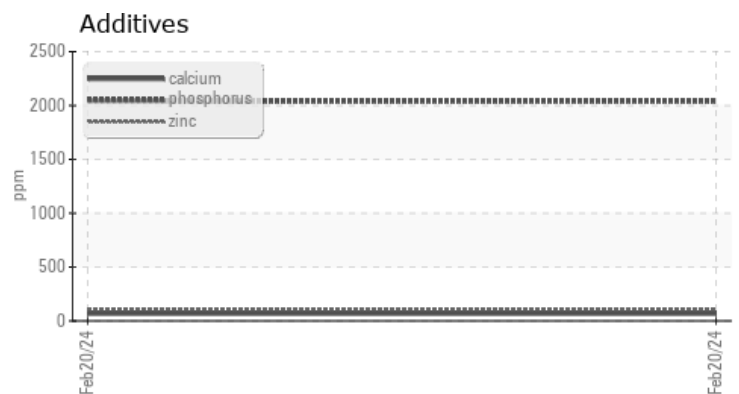 Additives
2500
calcium
phosphorus
2000
zinc
1500
ppm
1000
500
0
Feb20/24
Feb20/24